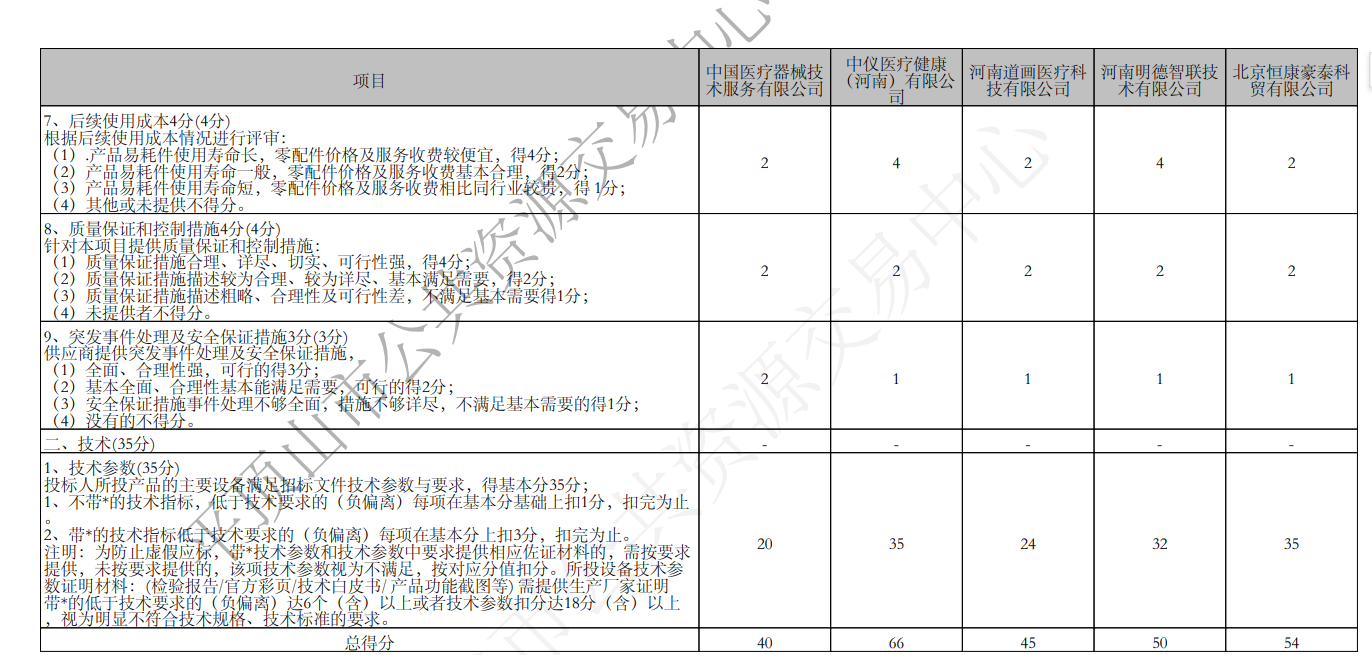 项目
中国医疗器械技
术服务有限公司
中仪医疗健康
（河南）有限公
司
河南道画医疗科
技有限公司
河南明德智联技
术有限公司
北京恒康豪泰科
贸有限公司
7、后续使用成本4分(4分)
根据后续使用成本情况进行评审:
（1）.产品易耗件使用寿命长，零配件价格及服务收费较便宜，得4分；
（2）产品易耗件使用寿命一般，零配件价格及服务收费基本合理，得2分；
（3）产品易耗件使用寿命短，零配件价格及服务收费相比同行业较贵，得 1分；
（4）其他或未提供不得分。
2
4
2
4
2
8、质量保证和控制措施4分(4分)
针对本项目提供质量保证和控制措施:
（1）质量保证措施合理、详尽、切实、可行性强，得4分；
（2）质量保证措施描述较为合理、较为详尽、基本满足需要，得2分；
（3）质量保证措施描述粗略、合理性及可行性差，不满足基本需要得1分；
（4）未提供者不得分。
2
2
2
2
2
9、突发事件处理及安全保证措施3分(3分)
供应商提供突发事件处理及安全保证措施，
（1）全面、合理性强，可行的得3分；
（2）基本全面、合理性基本能满足需要，可行的得2分；
（3）安全保证措施事件处理不够全面，措施不够详尽，不满足基本需要的得1分；
（4）没有的不得分。
2
1
1
1
1
二、技术(35分)
-
-
-
-
-
1、技术参数(35分)
投标人所投产品的主要设备满足招标文件技术参数与要求，得基本分35分；
1、不带*的技术指标，低于技术要求的（负偏离）每项在基本分基础上扣1分，扣完为止
。
2、带*的技术指标低于技术要求的（负偏离）每项在基本分上扣3分，扣完为止。
注明：为防止虚假应标，带*技术参数和技术参数中要求提供相应佐证材料的，需按要求
提供，未按要求提供的，该项技术参数视为不满足，按对应分值扣分。所投设备技术参
数证明材料：(检验报告/官方彩页/技术白皮书/ 产品功能截图等) 需提供生产厂家证明
带*的低于技术要求的（负偏离）达6个（含）以上或者技术参数扣分达18分（含）以上
，视为明显不符合技术规格、技术标准的要求。
20
35
24
32
35
总得分
40
66
45
50
54
平顶山市公共资源交易中心
市公共资源交易中心